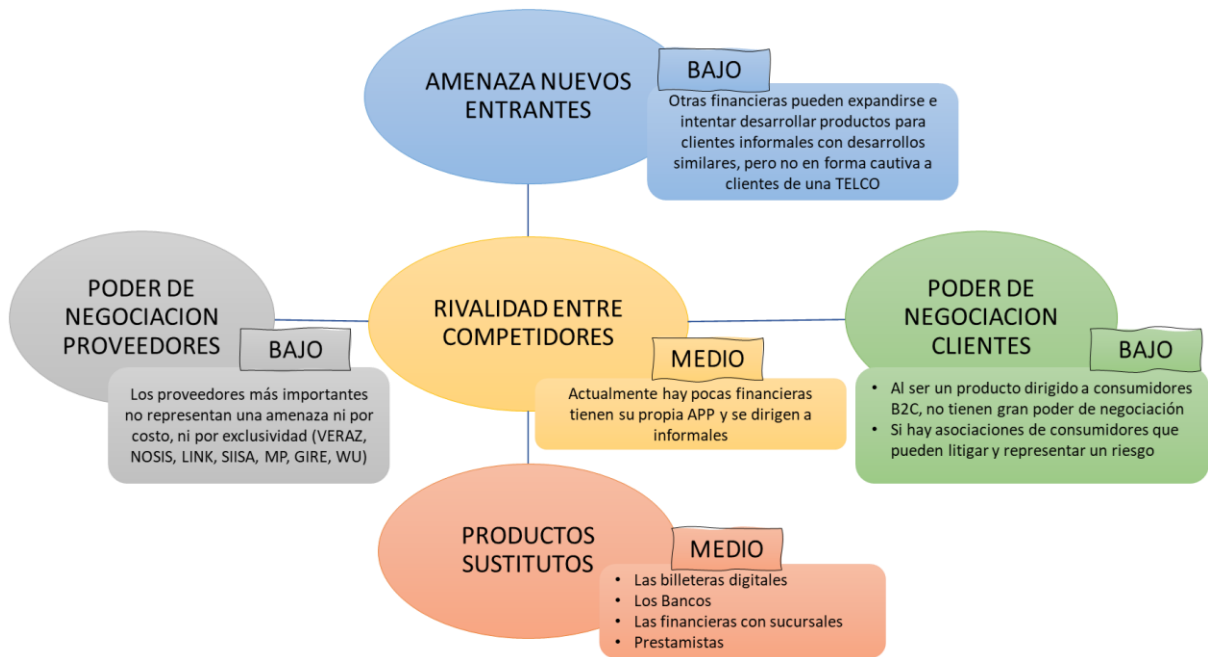 AMENAZA NUEVOS
ENTRANTES
BAJO
Otras financieras pueden expandirse e
intentar desarrollar productos para
clientes informales con desarrollos
similares, pero no en forma cautiva a
clientes de una TELCO
PODER DE
NEGOCIACION
PROVEEDORES
BAJO
Los proveedores más importantes
no representan una amenaza ni por
costo, ni por exclusividad (VERAZ,
NOSIS, LINK, SIISA, MP, GIRE, WU)
RIVALIDAD ENTRE
COMPETIDORES
MEDIO
Actualmente hay pocas financieras
tienen su propia APP y se dirigen a
informales
PODER DE
NEGOCIACION
CLIENTES
BAJO
• Al ser un producto dirigido a consumidores
B2C, no tienen gran poder de negociación
• Si hay asociaciones de consumidores que
pueden litigar y representar un riesgo
PRODUCTOS
SUSTITUTOS
MEDIO
• Las billeteras digitales
• Los Bancos
• Las financieras con sucursales
• Prestamistas